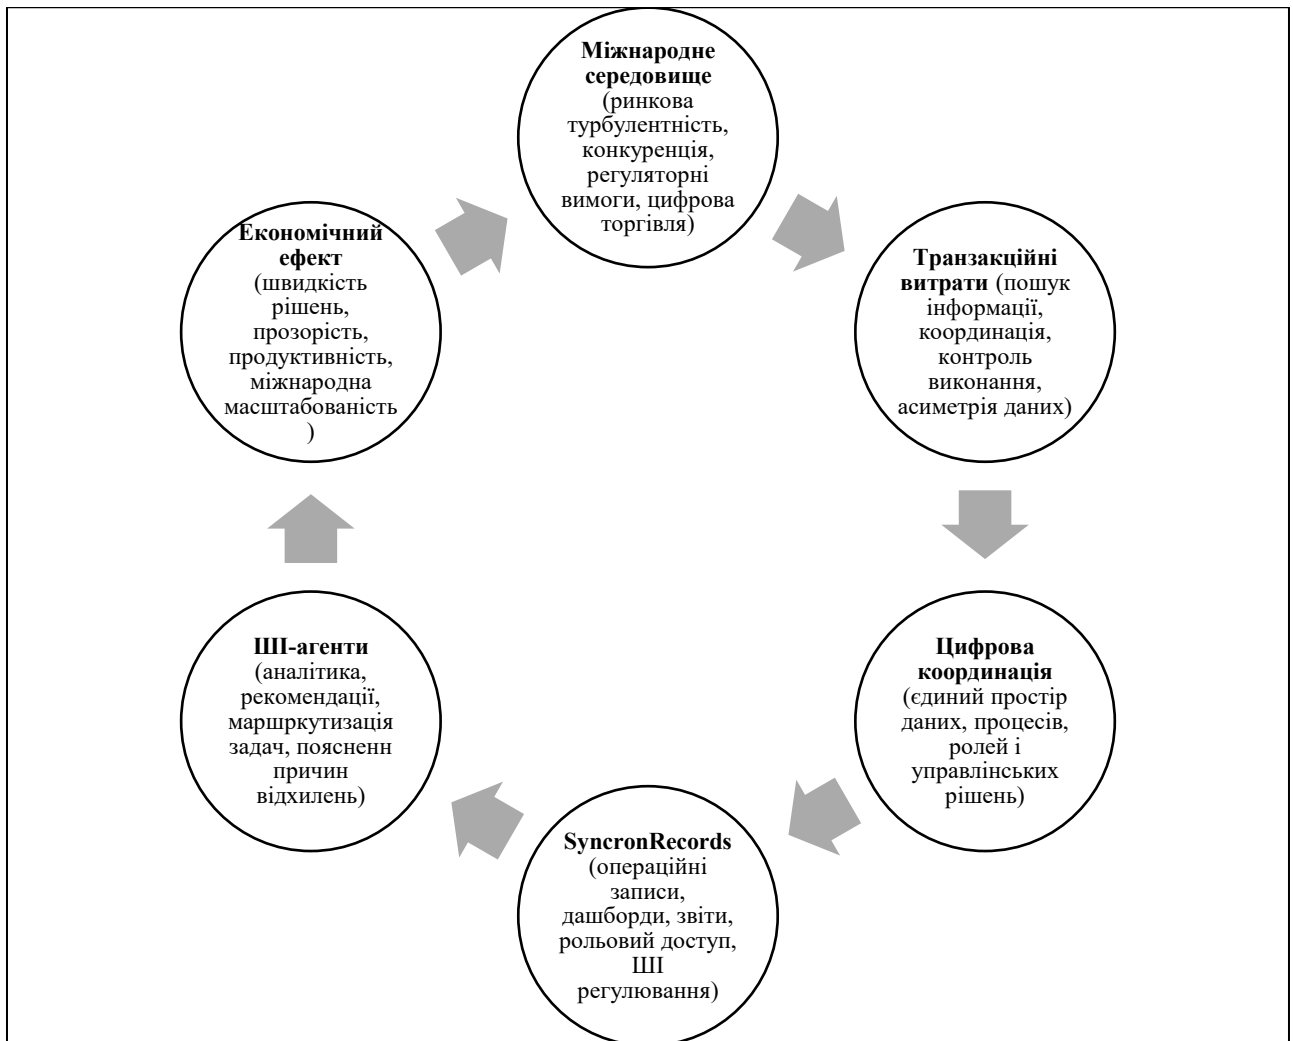 Міжнародне
середовище
(ринкова
турбулентність,
конкуренція,
регуляторні
вимоги, цифрова
торгівля)
Транзакційні
витрати (пошук
інформації,
координація,
контроль
виконання,
асиметрія даних)
Цифрова
координація
(єдиний простір
даних, процесів,
ролей і
управлінських
рішень)
SyncronRecords
(операційні
записи,
дашборди, звіти,
рольовий доступ,
ШІ
регулювання)
ШІ-агенти
(аналітика,
рекомендації,
маршркутизація
задач, поясненн
причин
відхилень)
Економічний
ефект
(швидкість
рішень,
прозорість,
продуктивність,
міжнародна
масштабованість
)